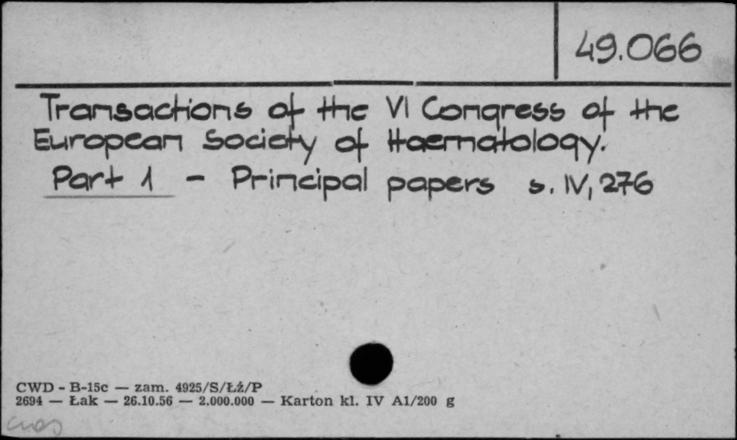 49.066
Transactions of the VI Congress of the
European Society of Haematology.
Part 1 - Principal papers s. IV, 276
CWD - B-15c — zam. 4925/S/Łż/P
2694 — Łak — 26.10.56 — 2.000.000 — Karton kl. IV A1/200 g